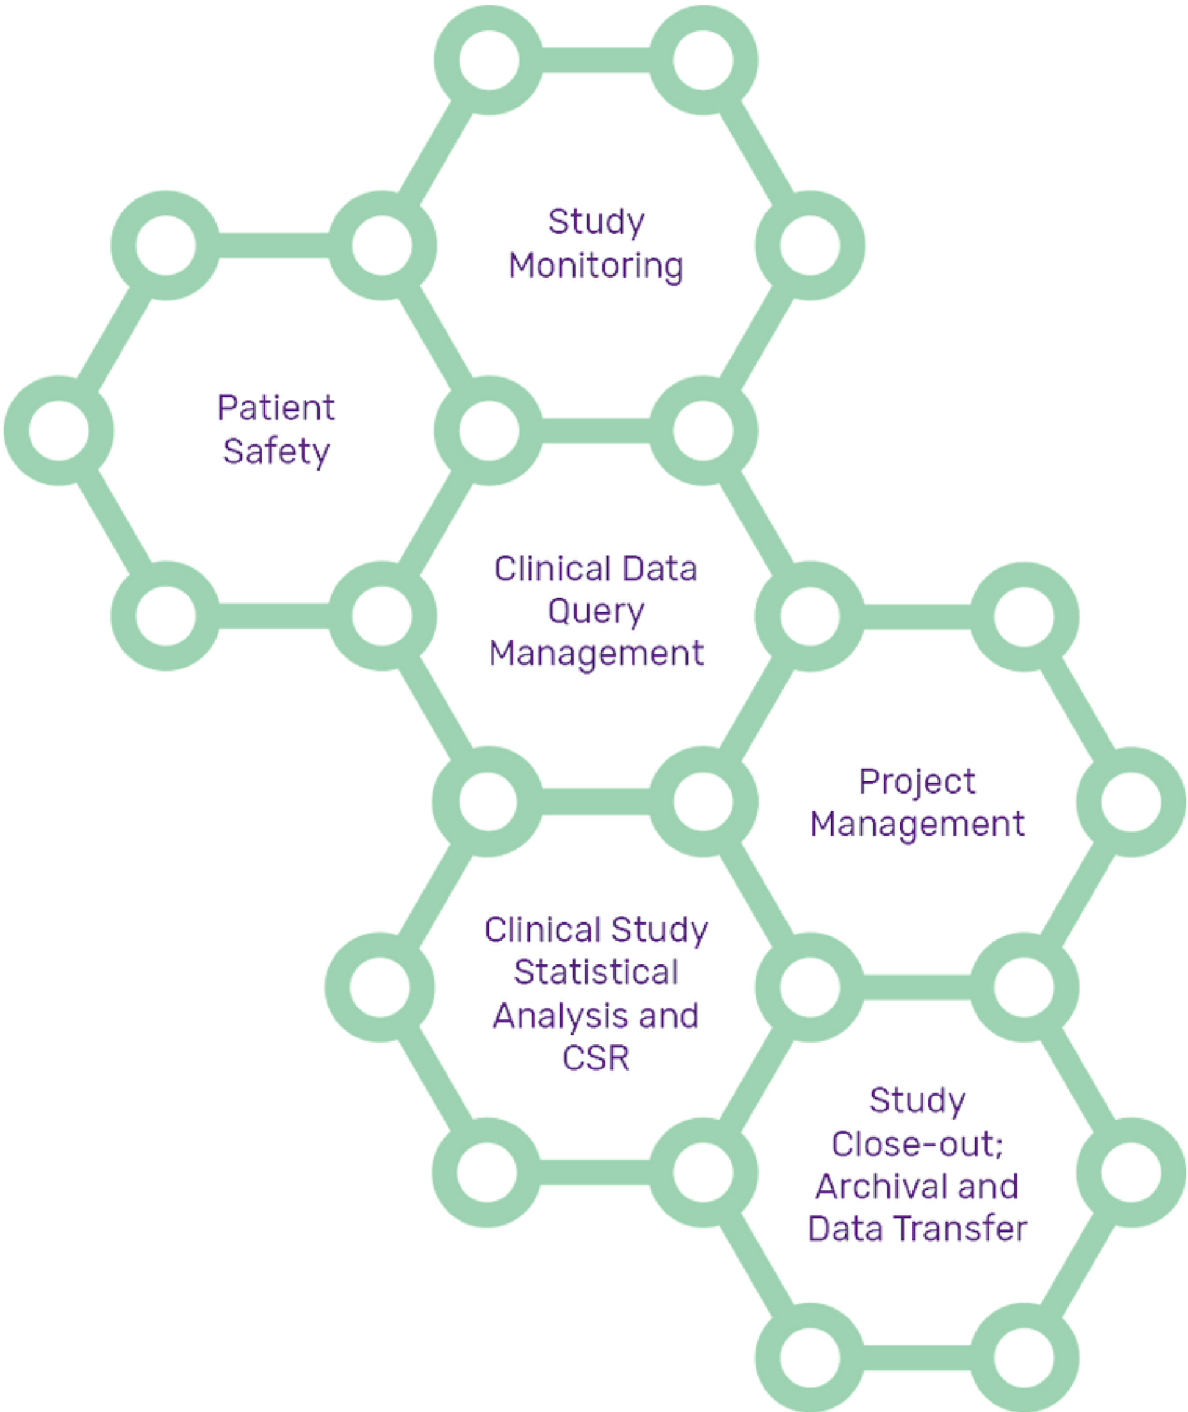 Study
Monitoring
Patient
Safety
Clinical Data
Query
Management
Project
Management
Clinical Study
Statistical
Analysis and
CSR
Study
Close-out;
Archival and
Data Transfer